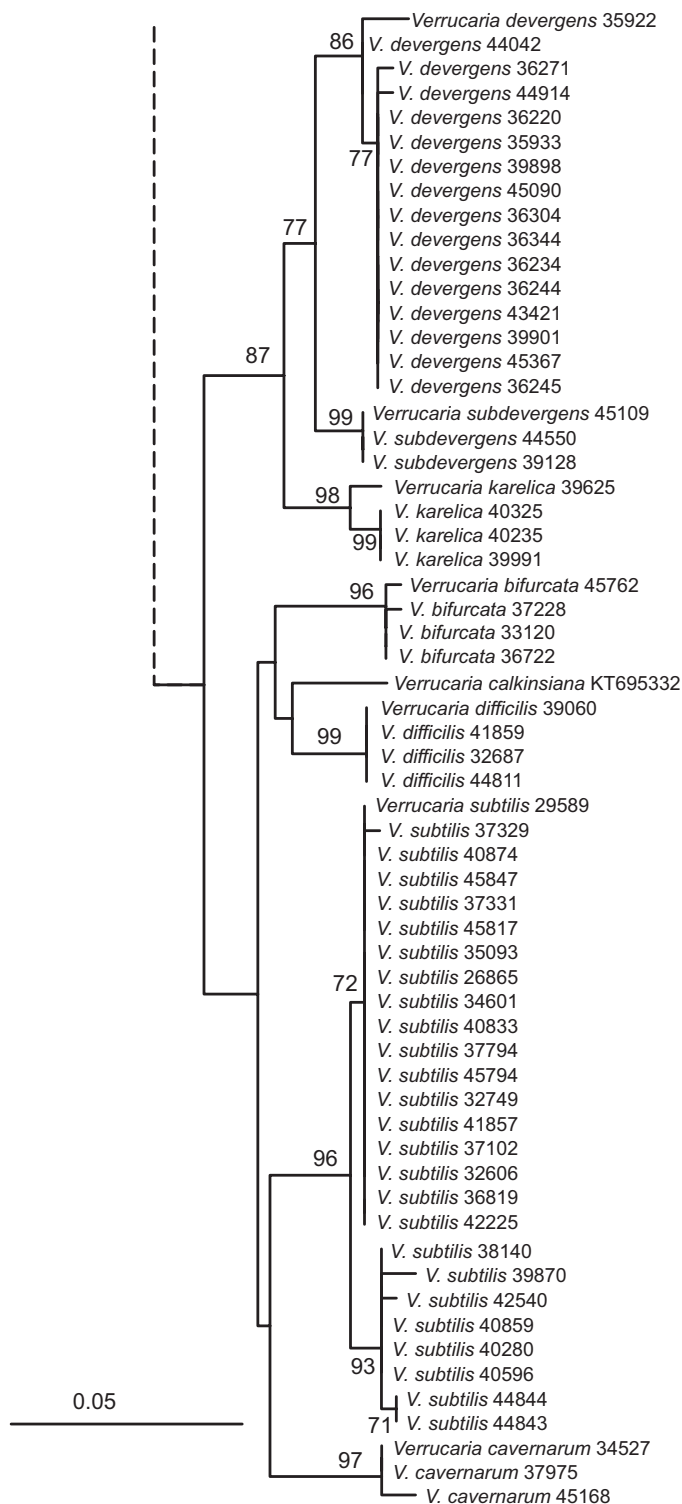 Verrucaria devergens 35922
86
V. devergens 44042
V. devergens 36271
V. devergens 44914
V. devergens 36220
V. devergens 35933
77
V. devergens 39898
V. devergens 45090
V. devergens 36304
77
V. devergens 36344
V. devergens 36234
V. devergens 36244
V. devergens 43421
V. devergens 39901
87
V. devergens 45367
V. devergens 36245
99
Verrucaria subdevergens 45109
V. subdevergens 44550
V. subdevergens 39128
Verrucaria karelica 39625
98
V. karelica 40325
V. karelica 40235
99
V. karelica 39991
96
Verrucaria bifurcata 45762
V. bifurcata 37228
V. bifurcata 33120
V. bifurcata 36722
Verrucaria calkinsiana KT695332
Verrucaria difficilis 39060
99
V. difficilis 41859
V. difficilis 32687
V. difficilis 44811
Verrucaria subtilis 29589
V. subtilis 37329
V. subtilis 40874
V. subtilis 45847
V. subtilis 37331
V. subtilis 45817
V. subtilis 35093
72
V. subtilis 26865
V. subtilis 34601
V. subtilis 40833
V. subtilis 37794
V. subtilis 45794
V. subtilis 32749
V. subtilis 41857
V. subtilis 37102
96
V. subtilis 32606
V. subtilis 36819
V. subtilis 42225
V. subtilis 38140
V. subtilis 39870
V. subtilis 42540
V. subtilis 40859
V. subtilis 40280
93
V. subtilis 40596
0.05
V. subtilis 44844
71
V. subtilis 44843
Verrucaria cavernarum 34527
97
V. cavernarum 37975
V. cavernarum 45168